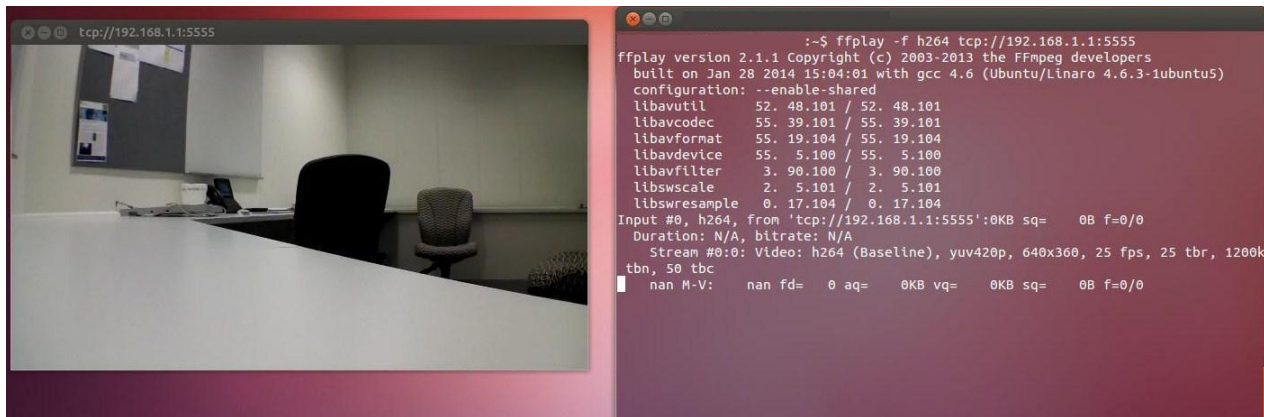 tcp://192.168.1.1:5555
:~$ ffplay -f h264 tcp://192.168.1.1:5555
ffplay version 2.1.1 Copyright (c) 2003-2013 the FFmpeg developers
built on Jan 28 2014 15:04:01 with gcc 4.6 (Ubuntu/Linaro 4.6.3-1ubuntu5)
configuration: --enable-shared
libavutil 52. 48.101 / 52. 48.101
libavcodec 55. 39.101 / 55. 39.101
libavformat 55. 19.104 / 55. 19.104
libavdevice 55. 5.100 / 55. 5.100
libavfilter 3. 90.100 / 3. 90.100
libswscale 2. 5.101 / 2. 5.101
libswresample 0. 17.104 / 0. 17.104
Input #0, h264, from 'tcp://192.168.1.1:5555':0KB sq= 0B f=0/0
Duration: N/A, bitrate: N/A
Stream #0:0: Video: h264 (Baseline), yuv420p, 640x360, 25 fps, 25 tbr, 1200k
tbn, 50 tbc
nan M-V: nan fd= 0 aq= 0KB vq= 0KB sq= 0B f=0/0